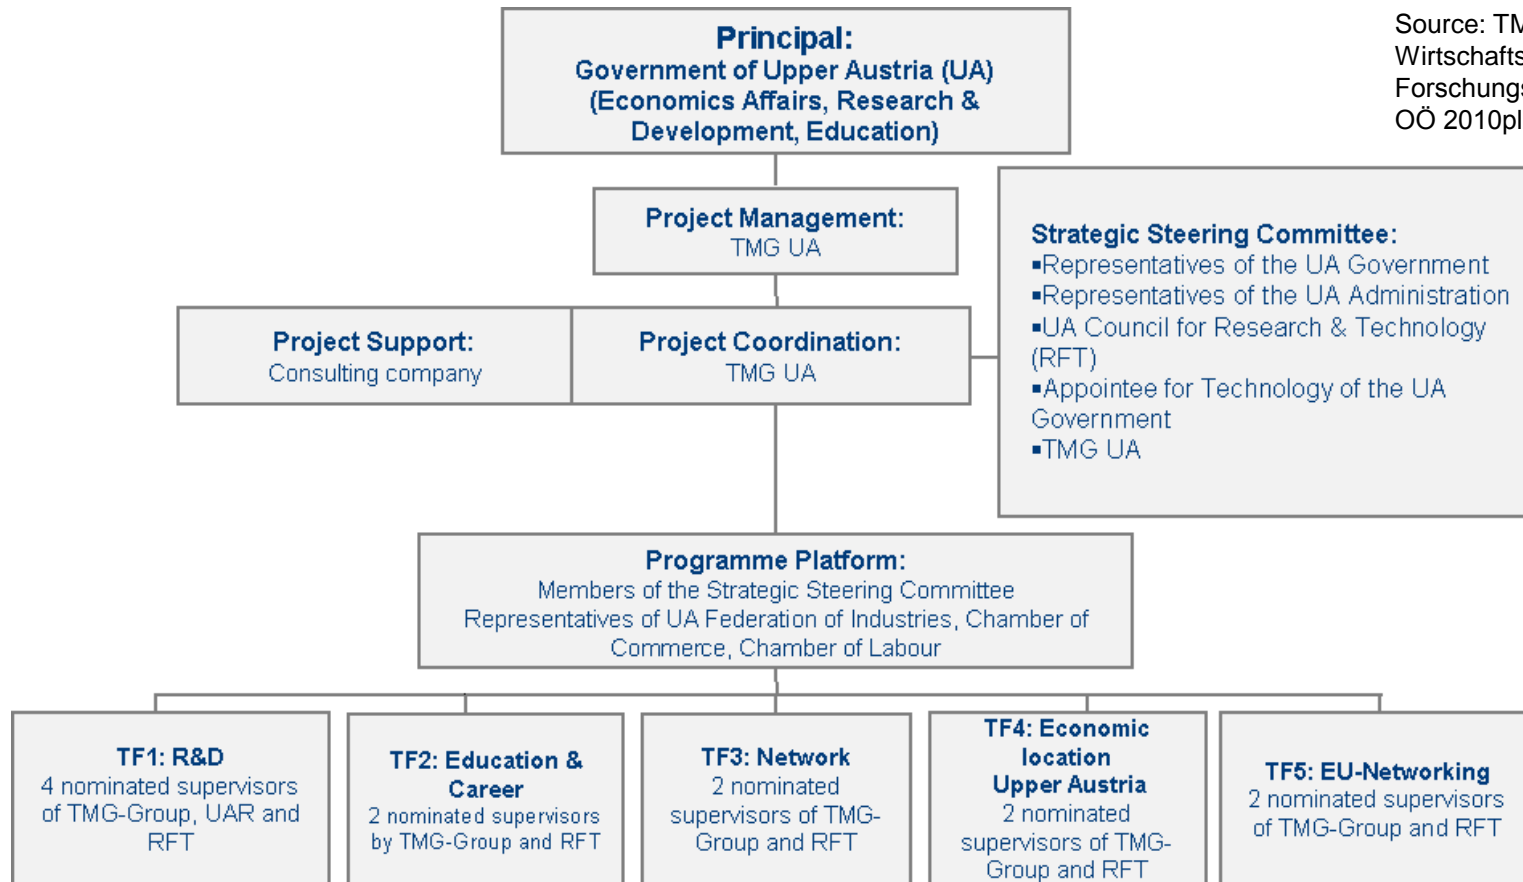 Principal:
Government of Upper Austria (UA)
(Economics Affairs, Research &
Development, Education)
Source:
OÖ
Project Management:
TMG UA
Project Support:
Consulting company
Project Coordination:
TMG UA
Strategic Steering Committee:
▪Representatives of the UA Government
▪Representatives of the UA Administration
▪UA Council for Research & Technology
(RFT)
▪Appointee for Technology of the UA
Government
▪TMG UA
Programme Platform:
Members of the Strategic Steering Committee
Representatives of UA Federation of Industries, Chamber of
Commerce, Chamber of Labour
TF1: R&D
4 nominated supervisors
of TMG-Group, UAR and
RFT
TF2: Education &
Career
2 nominated supervisors
by TMG-Group and RFT
TF3: Network
2 nominated
supervisors of TMG-
Group and RFT
TF4: Economic
location
Upper Austria
2 nominated
supervisors of TMG-
Group and RFT
TF5: EU-Networking
2 nominated supervisors
of TMG-Group and RFT